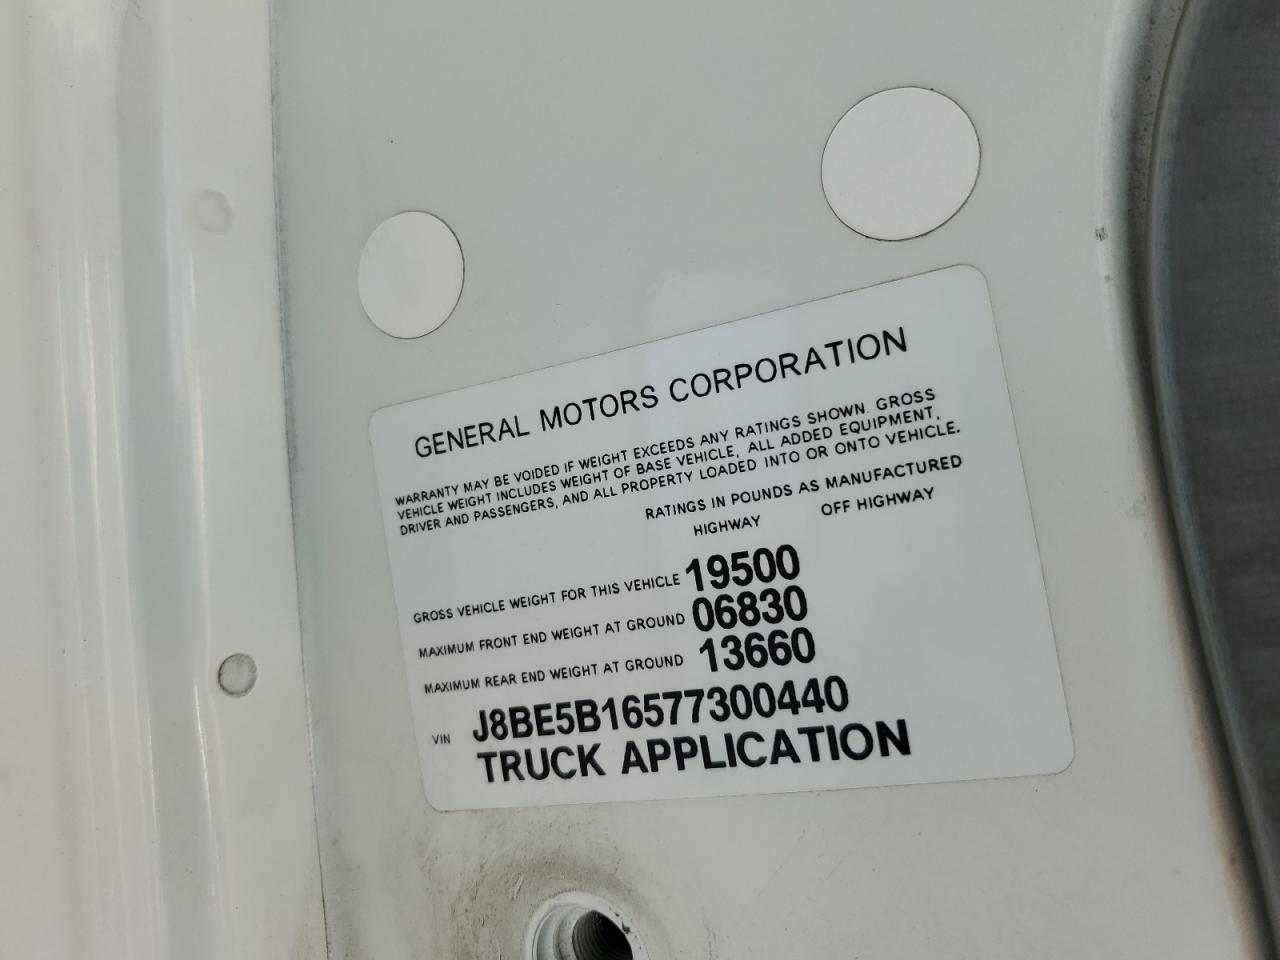 GENERAL MOTORS CORPORATION
WARRANTY MAY BE VOIDED IF WEIGHT EXCEEDS ANY RATINGS SHOWN. GROSS
VEHICLE WEIGHT INCLUDES WEIGHT OF BASE VEHICLE, ALL ADDED EQUIPMENT,
DRIVER AND PASSENGERS, AND ALL PROPERTY LOADED INTO OR ONTO VEHICLE.
RATINGS IN POUNDS AS MANUFACTURED
HIGHWAY OFF HIGHWAY
GROSS VEHICLE WEIGHT FOR THIS VEHICLE 19500
MAXIMUM FRONT END WEIGHT AT GROUND 06830
MAXIMUM REAR END WEIGHT AT GROUND 13660
VIN J8BE5B16577300440
TRUCK APPLICATION